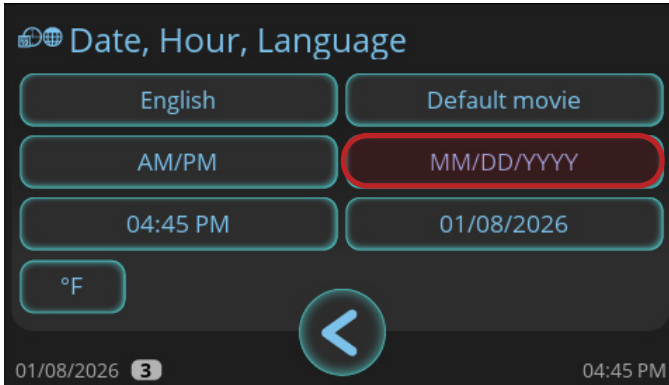 Date, Hour, Language
English
Default movie
AM/PM
MM/DD/YYYY
04:45 PM
01/08/2026
°F
01/08/2026 3
04:45 PM